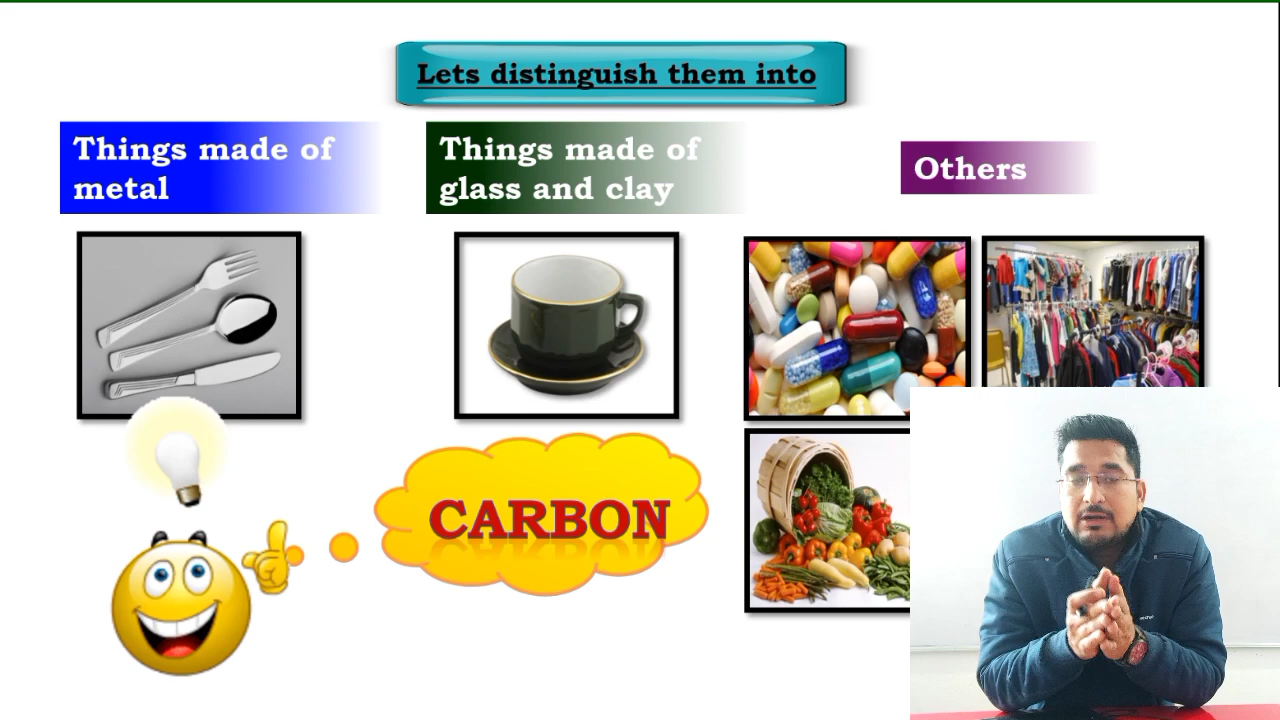 Lets distinguish them into
Things made of
metal
Things made of
glass and clay
Others
CARBON